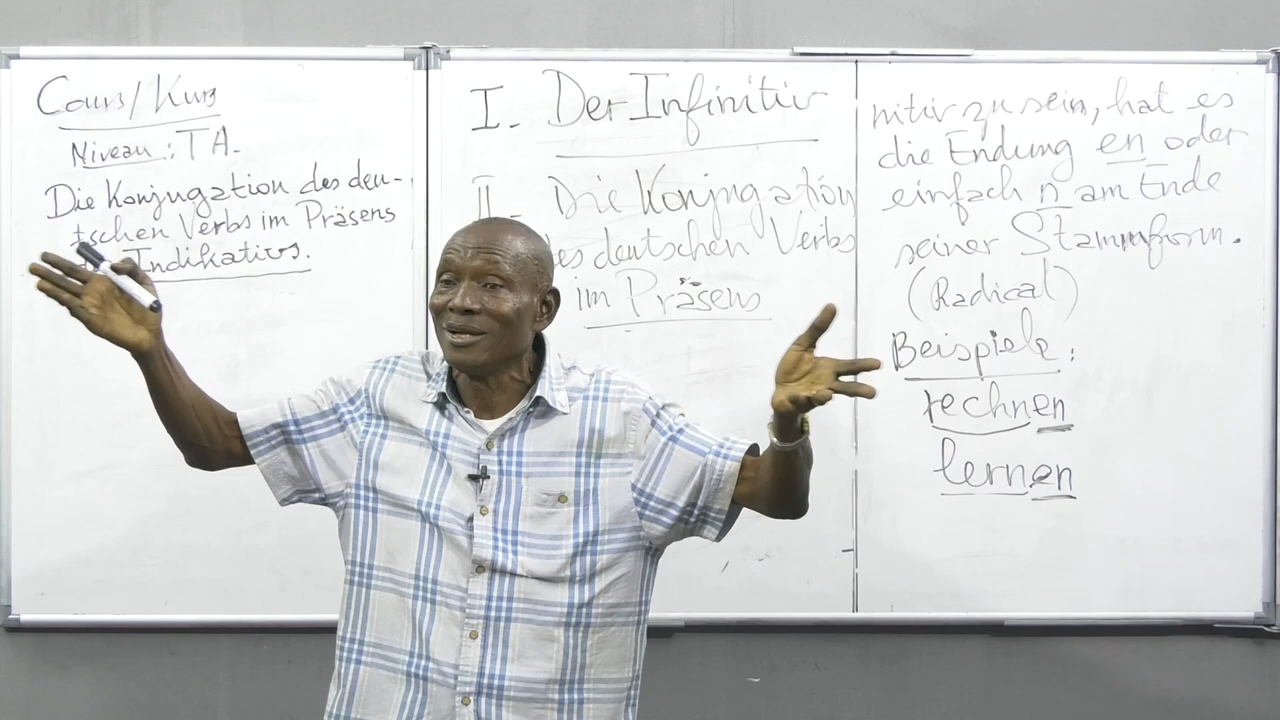 Cours/Kurs
Niveau : TA.
Die Konjugation des deu-
tschen Verbs im Präsens
Indikativs.
I. Der Infinitiv
II. Die Konjugation
des deutschen Verbs
im Präsens
nitiv zu sein, hat es
die Endung en oder
einfach n am Ende
seiner Stammform.
(Radical)
Beispiele :
rechnen
lernen